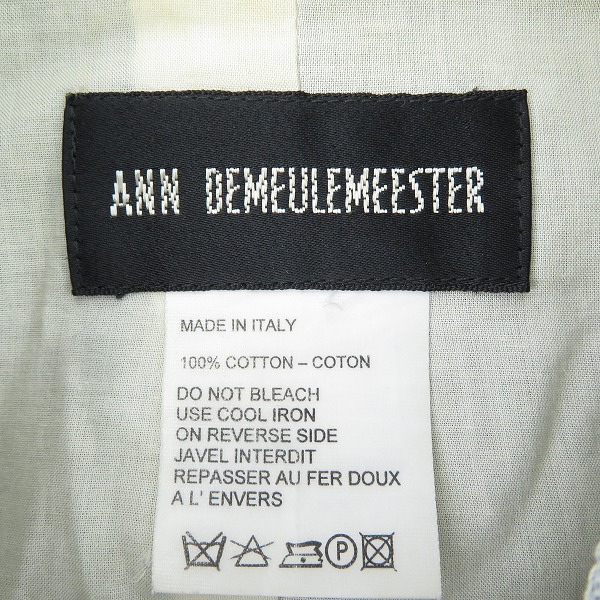 ANN DEMEULEMEESTER
MADE IN ITALY
100% COTTON – COTON
DO NOT BLEACH
USE COOL IRON
ON REVERSE SIDE
JAVEL INTERDIT
REPASSER AU FER DOUX
A L' ENVERS
P